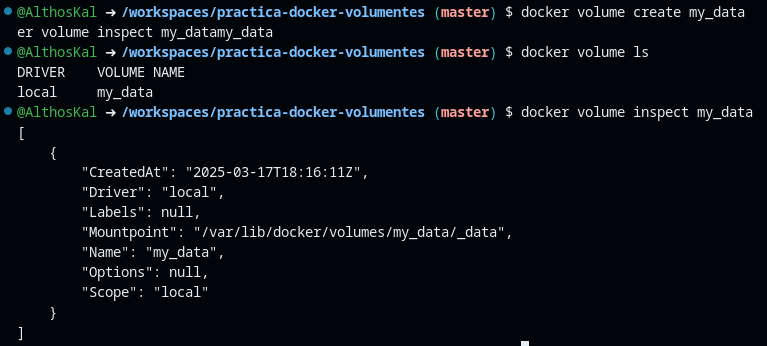 @AlthosKal ➜ /workspaces/practica-docker-volumentes (master) $ docker volume create my_data
er volume inspect my_datamy_data
@AlthosKal ➜ /workspaces/practica-docker-volumentes (master) $ docker volume ls
DRIVER    VOLUME NAME
local     my_data
@AlthosKal ➜ /workspaces/practica-docker-volumentes (master) $ docker volume inspect my_data
[
    {
        "CreatedAt": "2025-03-17T18:16:11Z",
        "Driver": "local",
        "Labels": null,
        "Mountpoint": "/var/lib/docker/volumes/my_data/_data",
        "Name": "my_data",
        "Options": null,
        "Scope": "local"
    }
]